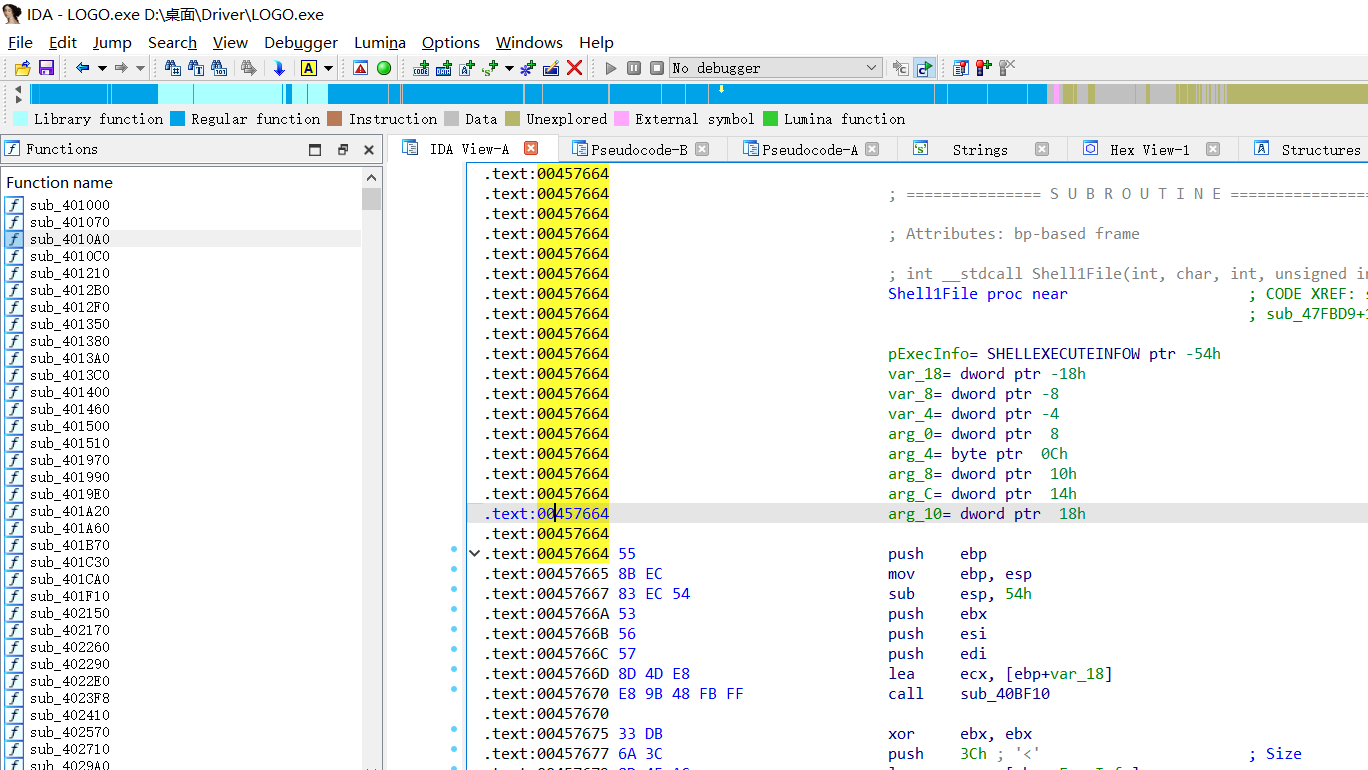 IDA - LOGO.exe D:\桌面\Driver\LOGO.exe
File Edit Jump Search View Debugger Lumina Options Windows Help
No debugger
Library function Regular function Instruction Data Unexplored External symbol Lumina function
Functions
IDA View-A Pseudocode-B Pseudocode-A Strings Hex View-1 Structures
Function name
sub_401000
sub_401070
sub_4010A0
sub_4010C0
sub_401210
sub_4012B0
sub_4012F0
sub_401350
sub_401380
sub_4013A0
sub_4013C0
sub_401400
sub_401460
sub_401500
sub_401510
sub_401970
sub_401990
sub_4019E0
sub_401A20
sub_401A60
sub_401B70
sub_401C30
sub_401CA0
sub_401F10
sub_402150
sub_402170
sub_402260
sub_402290
sub_4022E0
sub_4023F8
sub_402410
sub_402570
sub_402710
sub_4029A0
.text:00457664
.text:00457664 ; =============== S U B R O U T I N E ================
.text:00457664
.text:00457664 ; Attributes: bp-based frame
.text:00457664
.text:00457664 ; int __stdcall Shell1File(int, char, int, unsigned in
.text:00457664 Shell1File proc near ; CODE XREF: s
.text:00457664 ; sub_47FBD9+
.text:00457664
.text:00457664 pExecInfo= SHELLEXECUTEINFOW ptr -54h
.text:00457664 var_18= dword ptr -18h
.text:00457664 var_8= dword ptr -8
.text:00457664 var_4= dword ptr -4
.text:00457664 arg_0= dword ptr 8
.text:00457664 arg_4= byte ptr 0Ch
.text:00457664 arg_8= dword ptr 10h
.text:00457664 arg_C= dword ptr 14h
.text:00457664 arg_10= dword ptr 18h
.text:00457664
.text:00457664 55 push ebp
.text:00457665 8B EC mov ebp, esp
.text:00457667 83 EC 54 sub esp, 54h
.text:0045766A 53 push ebx
.text:0045766B 56 push esi
.text:0045766C 57 push edi
.text:0045766D 8D 4D E8 lea ecx, [ebp+var_18]
.text:00457670 E8 9B 48 FB FF call sub_40BF10
.text:00457670
.text:00457675 33 DB xor ebx, ebx
.text:00457677 6A 3C push 3Ch ; '<' ; Size